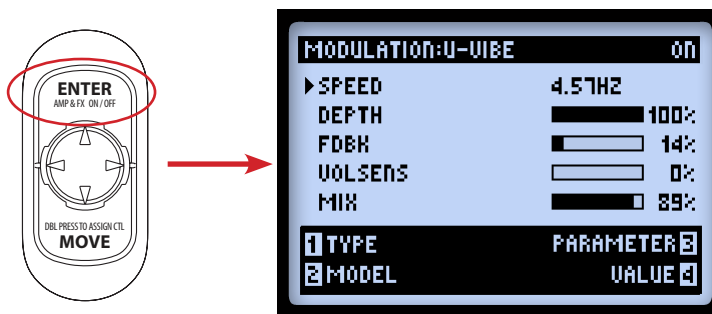 ENTER
AMP & FX ON / OFF
DBL PRESS TO ASSIGN CTL
MOVE
MODULATION:U-VIBE ON
SPEED 4.57HZ
DEPTH 100%
FDBK 14%
VOLSENS 0%
MIX 89%
1 TYPE PARAMETER 3
2 MODEL VALUE 4